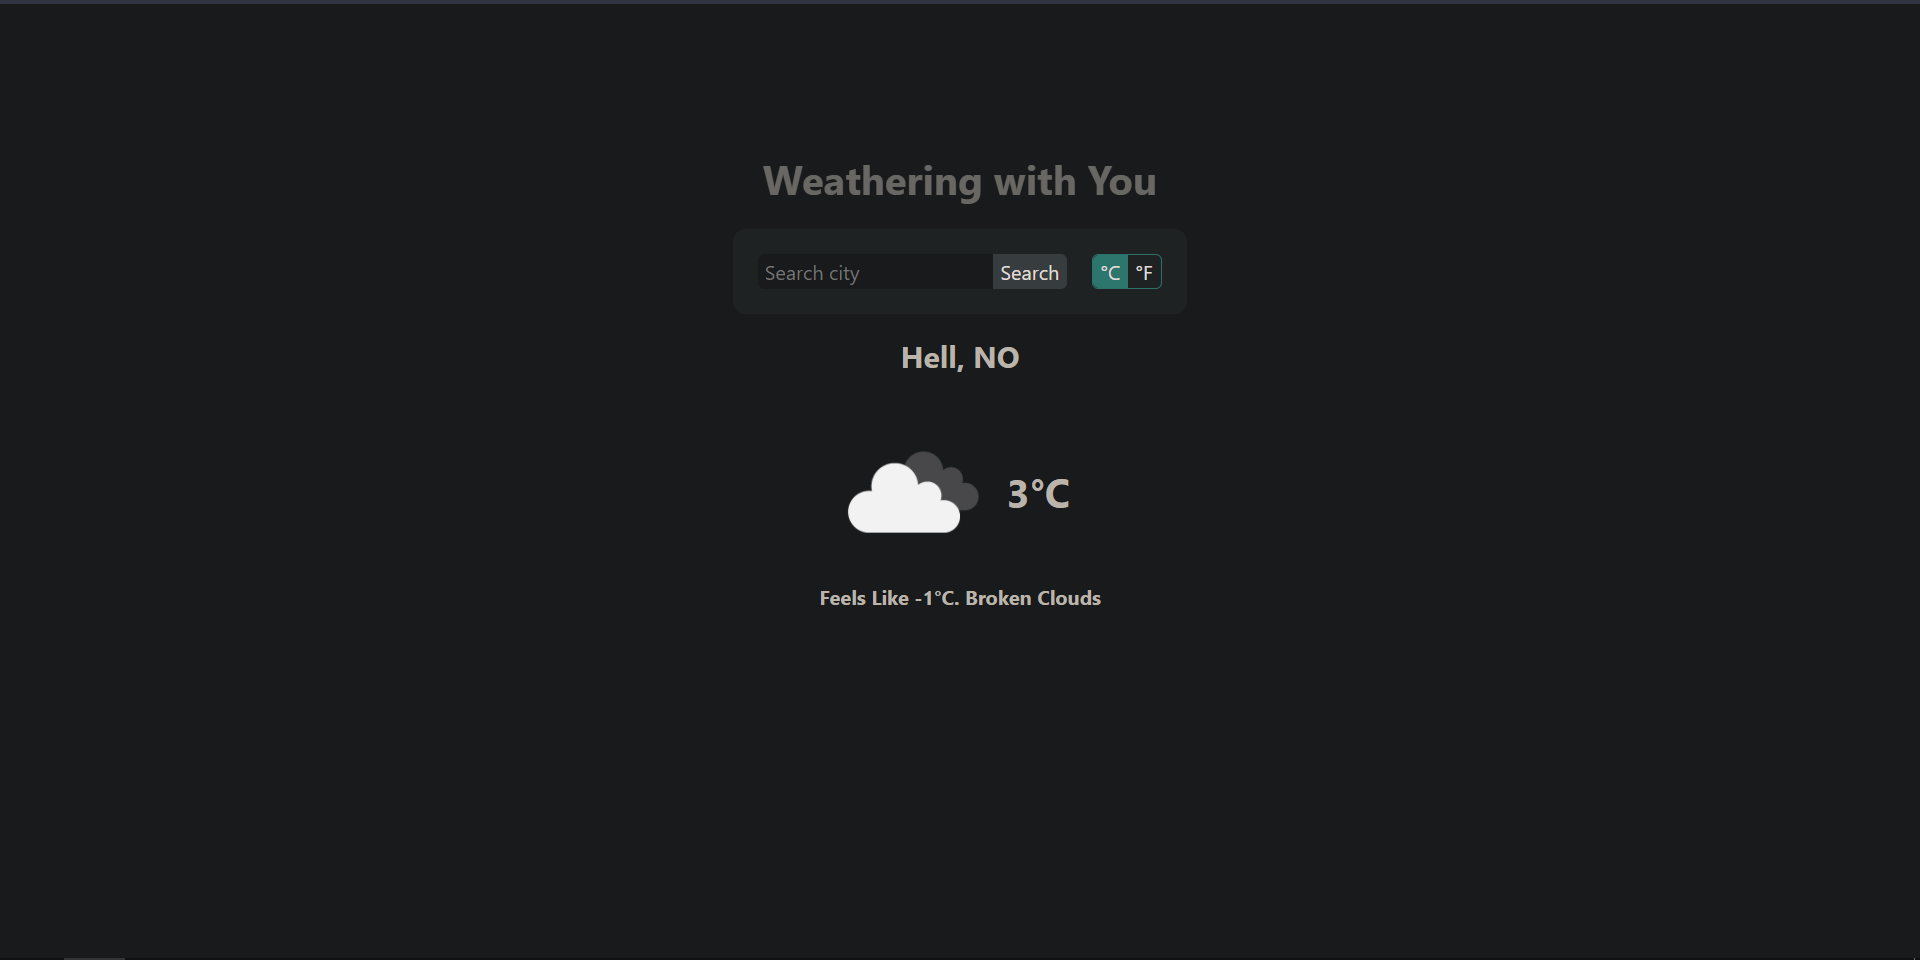 Weathering with You
Search city Search °C °F
Hell, NO
3°C
Feels Like -1°C. Broken Clouds